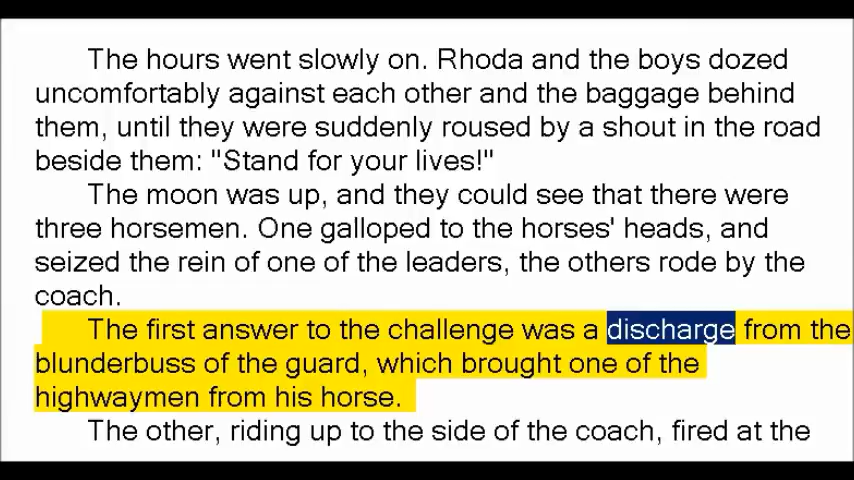 The hours went slowly on. Rhoda and the boys dozed
uncomfortably against each other and the baggage behind
them, until they were suddenly roused by a shout in the road
beside them: "Stand for your lives!"
The moon was up, and they could see that there were
three horsemen. One galloped to the horses' heads, and
seized the rein of one of the leaders, the others rode by the
coach.
The first answer to the challenge was a discharge from the
blunderbuss of the guard, which brought one of the
highwaymen from his horse.
The other, riding up to the side of the coach, fired at the